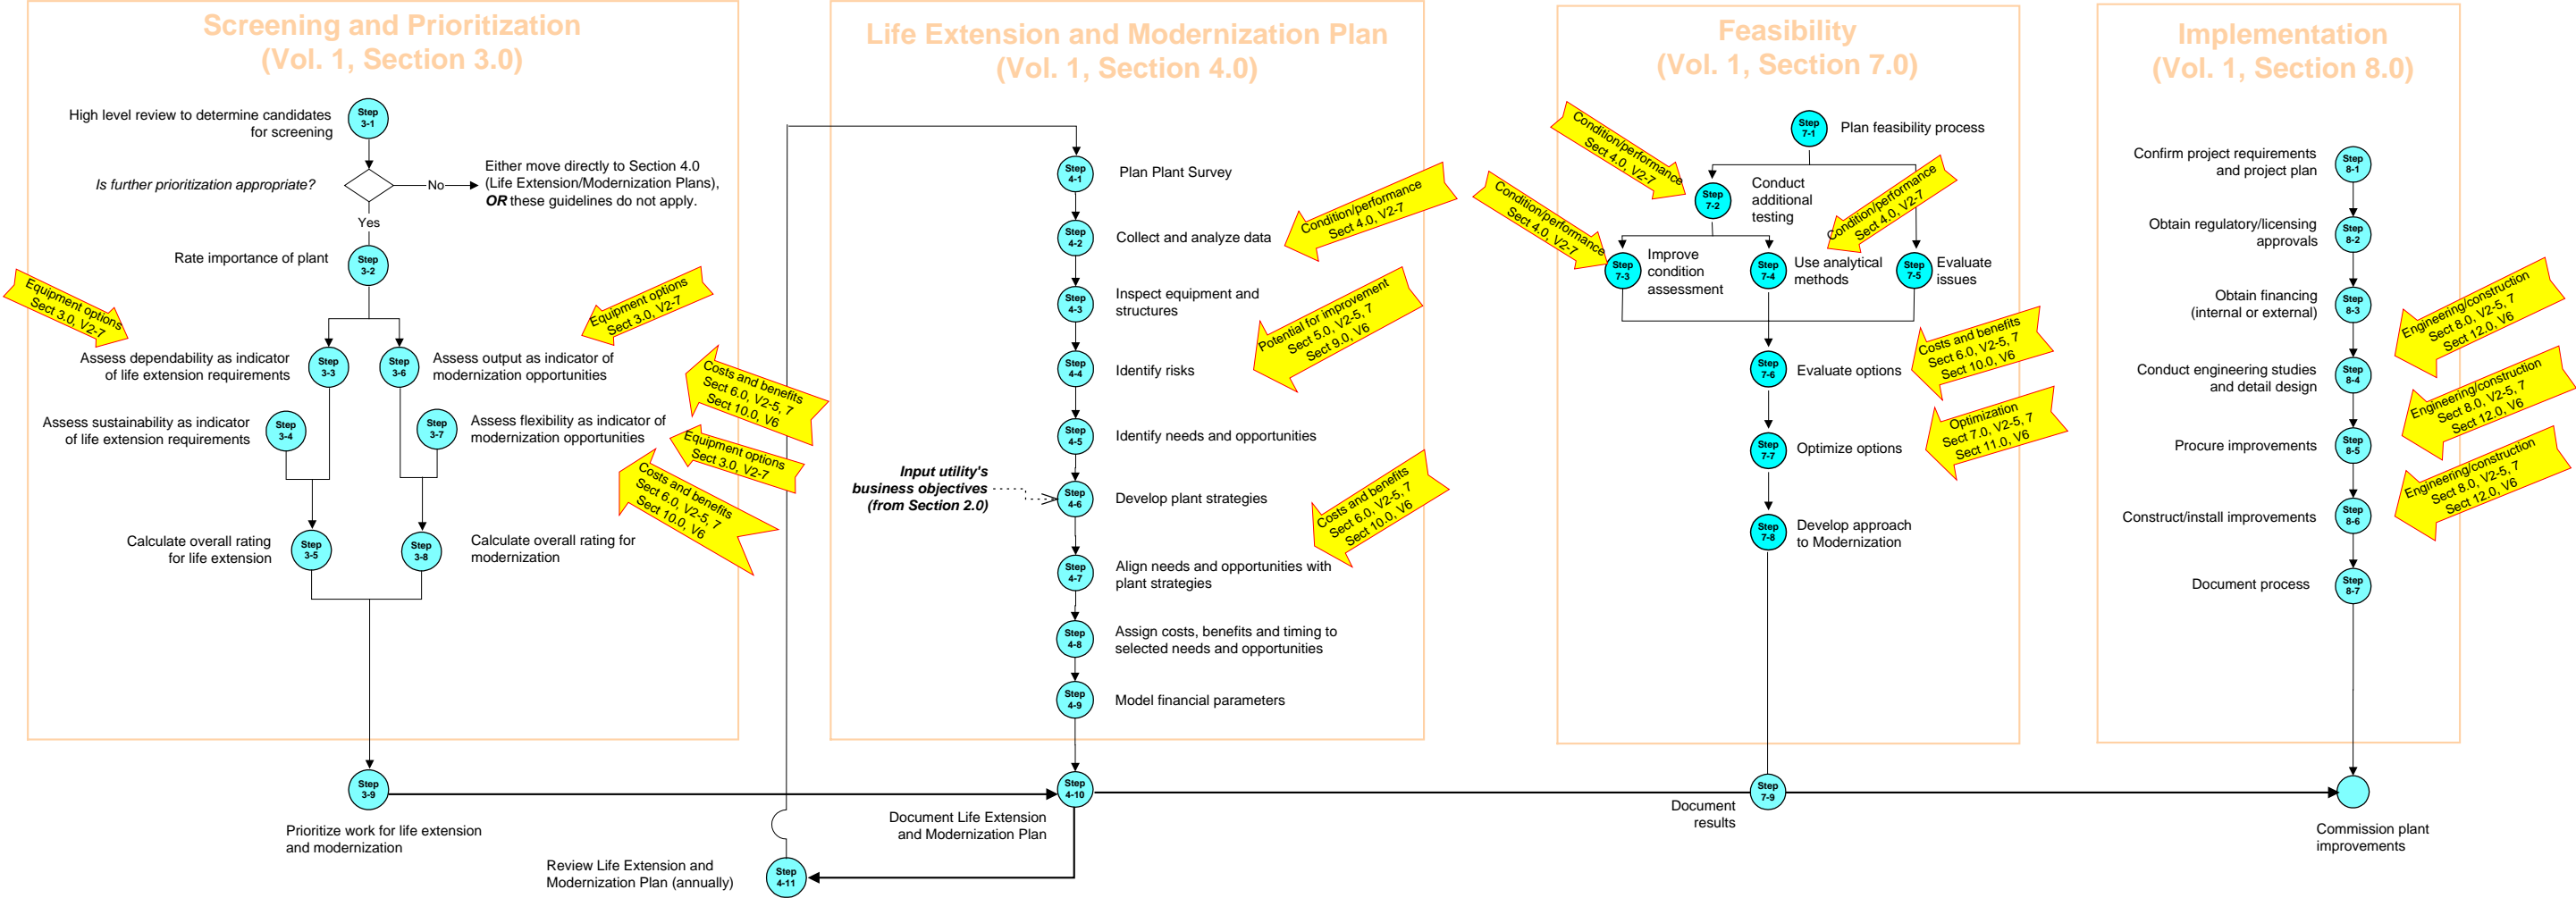 Screening and Prioritization
(Vol. 1, Section 3.0)
Step
3-1
High level review to determine candidates
for screening
Is further prioritization appropriate?
No
Either move directly to Section 4.0
(Life Extension/Modernization Plans),
OR these guidelines do not apply.
Yes
Rate importance of plant
Step
3-2
Equipment options
Sect 3.0, V2-7
Equipment options
Sect 3.0, V2-7
Assess dependability as indicator
of life extension requirements
Step
3-3
Step
3-6
Assess output as indicator of
modernization opportunities
Costs and benefits
Sect 6.0, V2-5, 7
Sect 10.0, V6
Assess sustainability as indicator
of life extension requirements
Step
3-4
Step
3-7
Assess flexibility as indicator of
modernization opportunities
Equipment options
Sect 3.0, V2-7
Costs and benefits
Sect 6.0, V2-5, 7
Sect 10.0, V6
Calculate overall rating
for life extension
Step
3-5
Step
3-8
Calculate overall rating for
modernization
Step
3-9
Prioritize work for life extension
and modernization
Life Extension and Modernization Plan
(Vol. 1, Section 4.0)
Step
4-1
Plan Plant Survey
Step
4-2
Collect and analyze data
Condition/performance
Sect 4.0, V2-7
Step
4-3
Inspect equipment and
structures
Potential for improvement
Sect 5.0, V2-5, 7
Sect 9.0, V6
Step
4-4
Identify risks
Step
4-5
Identify needs and opportunities
Input utility's
business objectives
(from Section 2.0)
Step
4-6
Develop plant strategies
Costs and benefits
Sect 6.0, V2-5, 7
Sect 10.0, V6
Step
4-7
Align needs and opportunities with
plant strategies
Step
4-8
Assign costs, benefits and timing to
selected needs and opportunities
Step
4-9
Model financial parameters
Step
4-10
Document Life Extension
and Modernization Plan
Review Life Extension and
Modernization Plan (annually)
Step
4-11
Feasibility
(Vol. 1, Section 7.0)
Step
7-1
Plan feasibility process
Condition/performance
Sect 4.0, V2-7
Step
7-2
Conduct
additional
testing
Condition/performance
Sect 4.0, V2-7
Condition/performance
Sect 4.0, V2-7
Step
7-3
Improve
condition
assessment
Step
7-4
Use analytical
methods
Step
7-5
Evaluate
issues
Step
7-6
Evaluate options
Costs and benefits
Sect 6.0, V2-5, 7
Sect 10.0, V6
Step
7-7
Optimize options
Optimization
Sect 7.0, V2-5, 7
Sect 11.0, V6
Step
7-8
Develop approach
to Modernization
Document
results
Step
7-9
Implementation
(Vol. 1, Section 8.0)
Confirm project requirements
and project plan
Step
8-1
Obtain regulatory/licensing
approvals
Step
8-2
Obtain financing
(internal or external)
Step
8-3
Engineering/construction
Sect 8.0, V2-5, 7
Sect 12.0, V6
Conduct engineering studies
and detail design
Step
8-4
Engineering/construction
Sect 8.0, V2-5, 7
Sect 12.0, V6
Procure improvements
Step
8-5
Engineering/construction
Sect 8.0, V2-5, 7
Sect 12.0, V6
Construct/install improvements
Step
8-6
Document process
Step
8-7
Commission plant
improvements